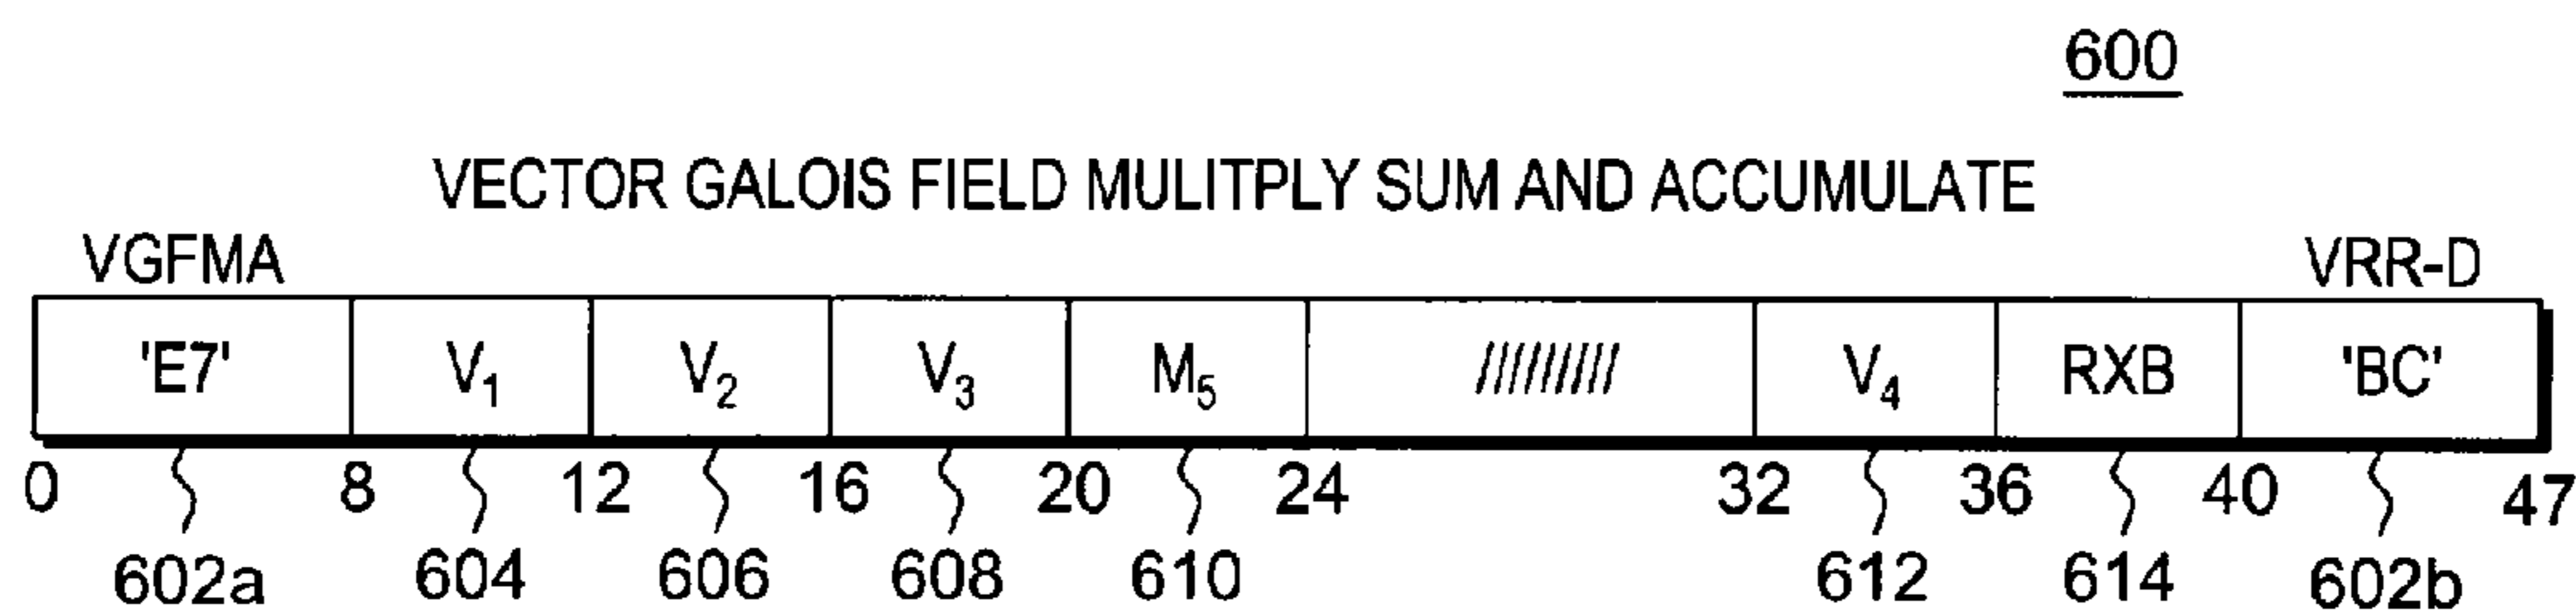 600
VECTOR GALOIS FIELD MULITPLY SUM AND ACCUMULATE
VGFMA VRR-D
'E7' V1 V2 V3 M5 ///////// V4 RXB 'BC'
0 8 12 16 20 24 32 36 40 47
602a 604 606 608 610 612 614 602b